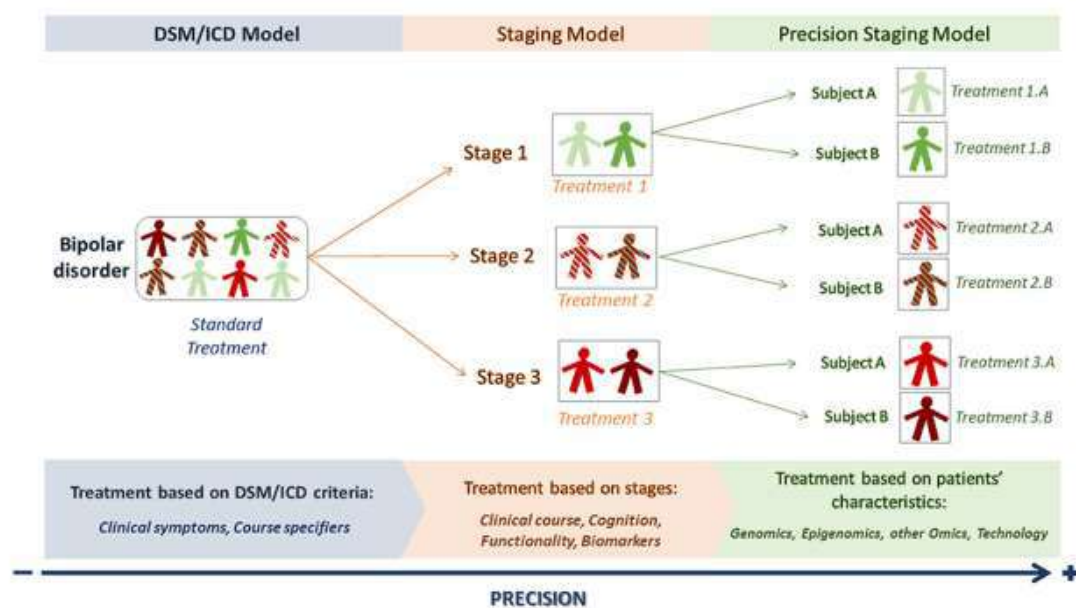 DSM/ICD Model
Staging Model
Precision Staging Model
Bipolar
disorder
Standard
Treatment
Stage 1
Treatment 1
Stage 2
Treatment 2
Stage 3
Treatment 3
Subject A
Treatment 1.A
Subject B
Treatment 1.B
Subject A
Treatment 2.A
Subject B
Treatment 2.B
Subject A
Treatment 3.A
Subject B
Treatment 3.B
Treatment based on DSM/ICD criteria:
Clinical symptoms, Course specifiers
Treatment based on stages:
Clinical course, Cognition,
Functionality, Biomarkers
Treatment based on patients’
characteristics:
Genomics, Epigenomics, other Omics, Technology
– +
PRECISION